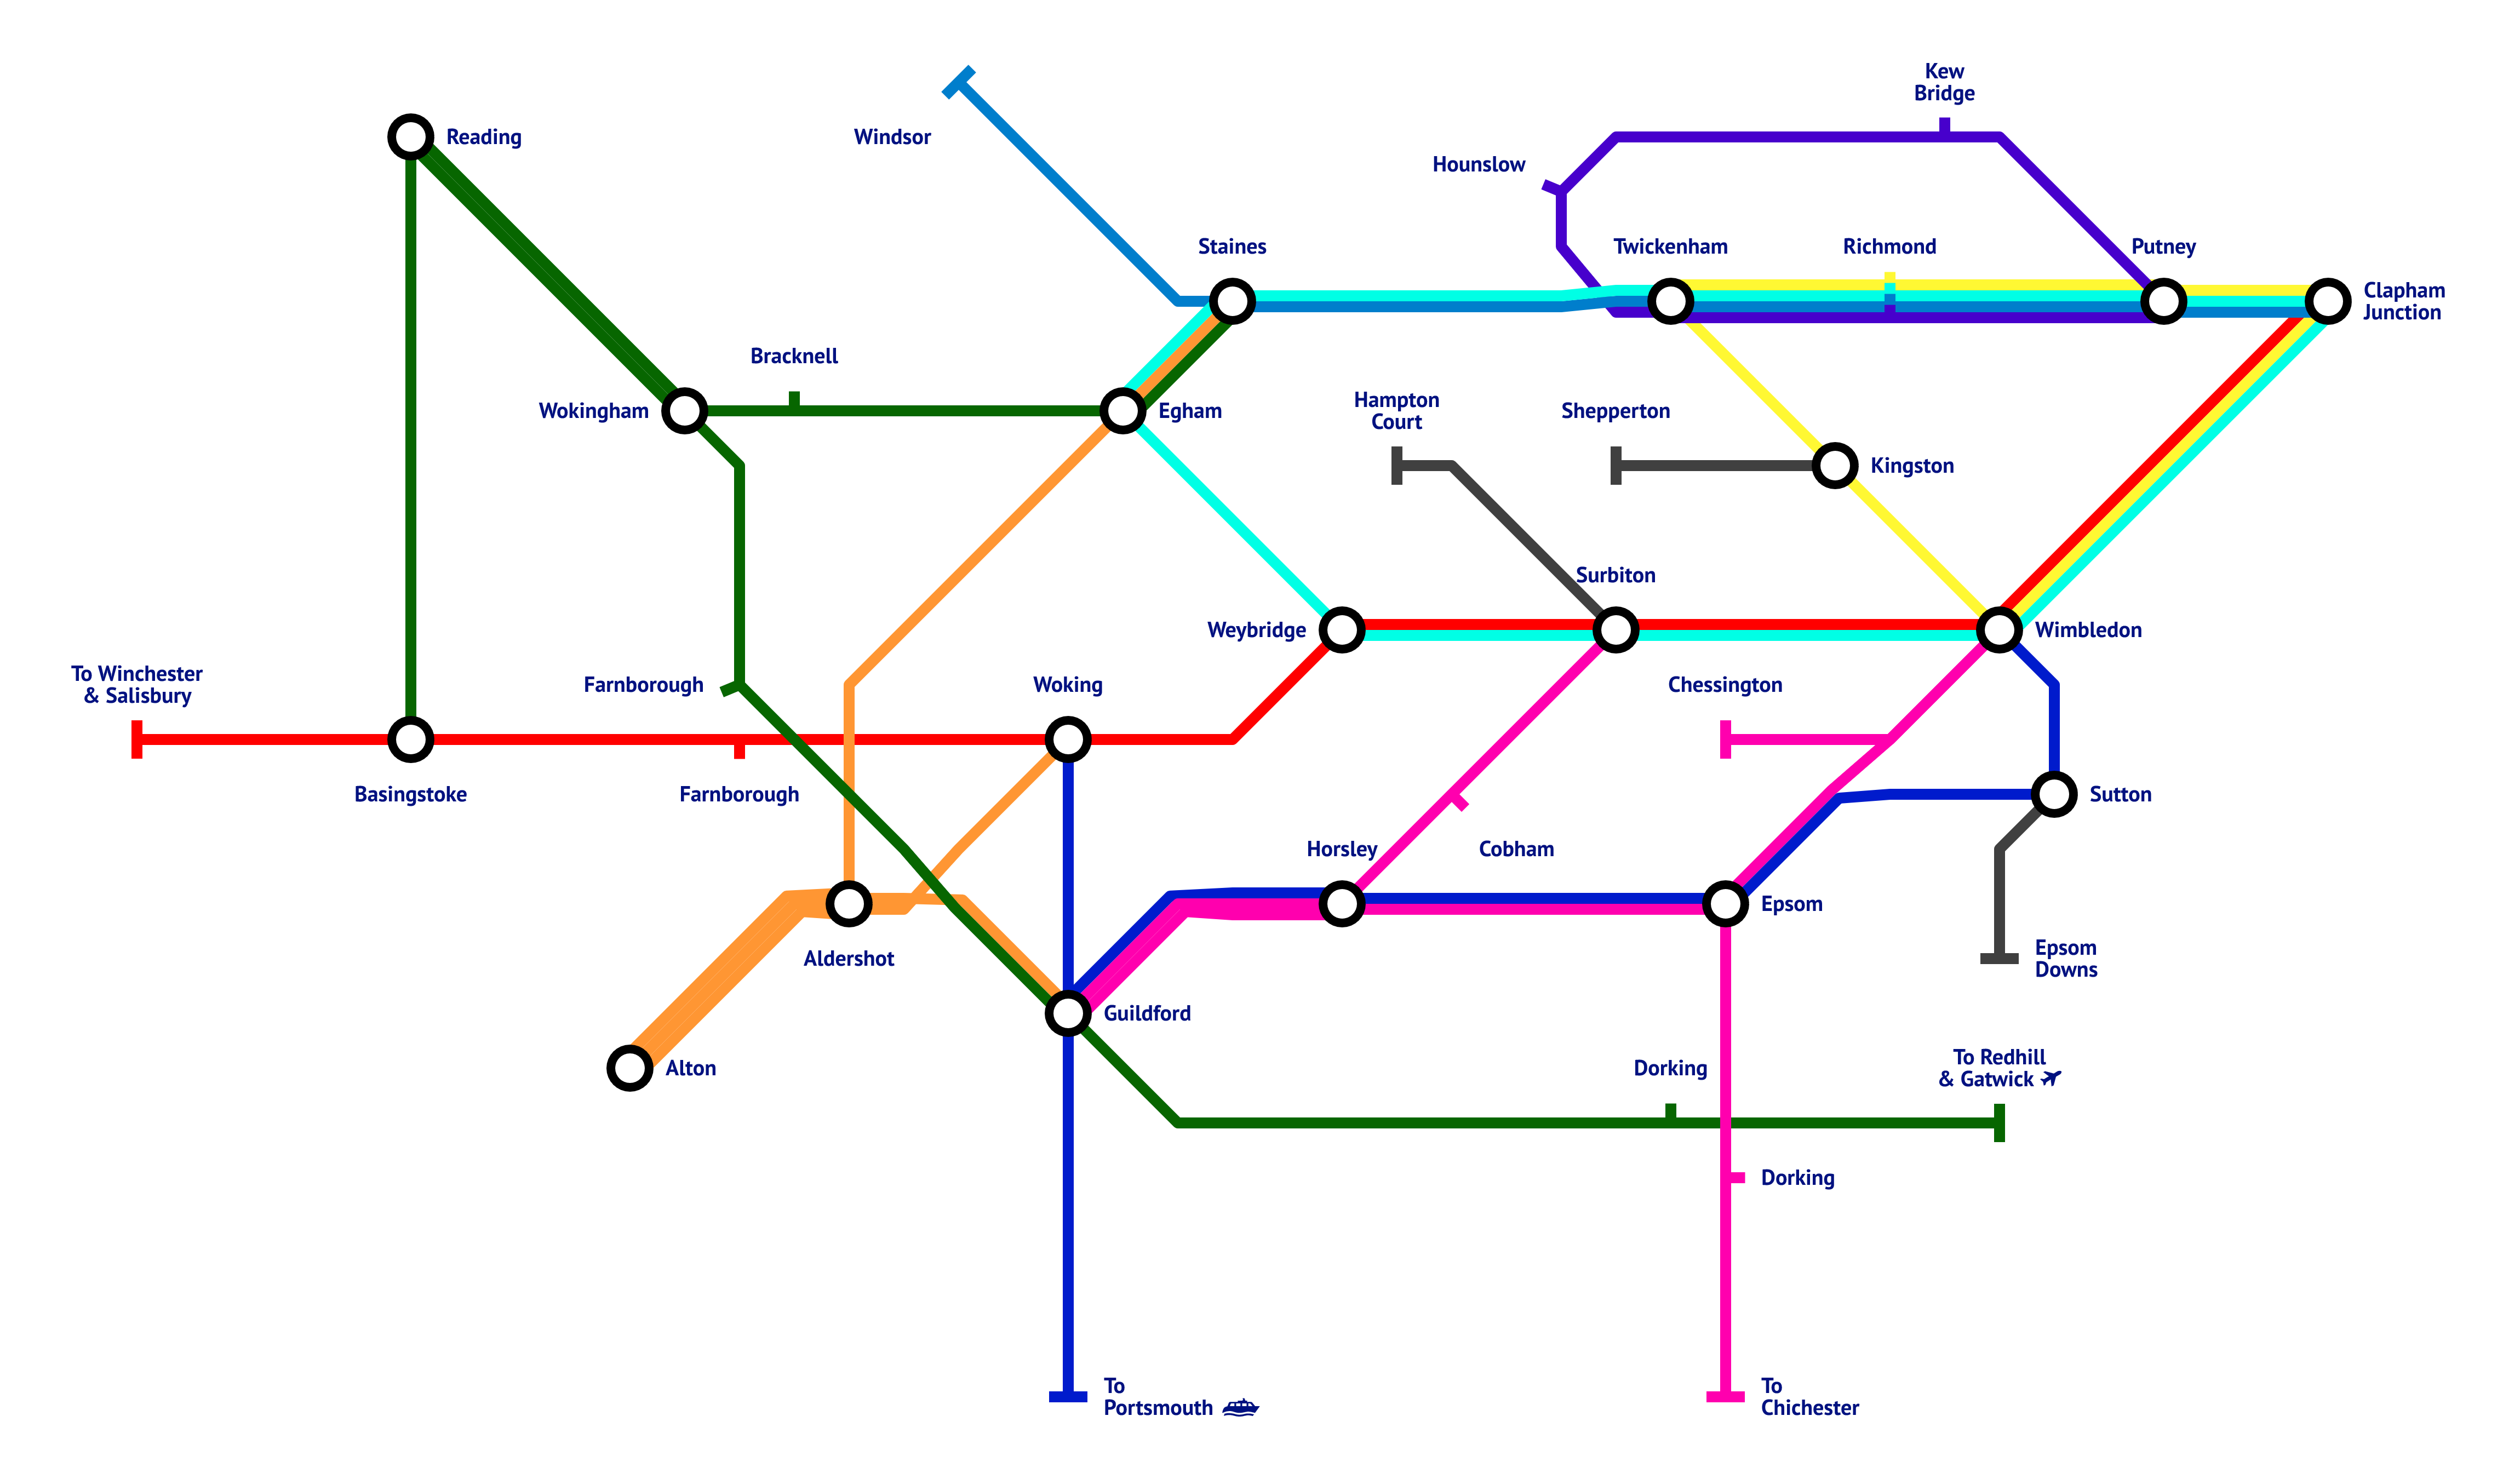 Kew
Bridge
Reading
Windsor
Hounslow
Staines
Twickenham
Richmond
Putney
Clapham
Junction
Bracknell
Wokingham
Egham
Hampton
Court
Shepperton
Kingston
Surbiton
Weybridge
Wimbledon
To Winchester
& Salisbury
Farnborough
Woking
Chessington
Basingstoke
Farnborough
Sutton
Horsley
Cobham
Epsom
Aldershot
Epsom
Downs
Guildford
Alton
Dorking
To Redhill
& Gatwick
Dorking
To
Portsmouth
To
Chichester